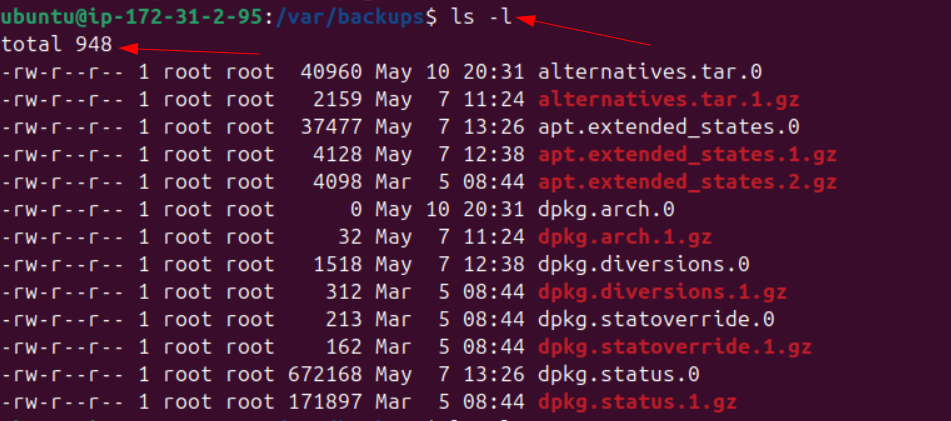 ubuntu@ip-172-31-2-95:/var/backups$ ls -l
total 948
-rw-r--r-- 1 root root  40960 May 10 20:31 alternatives.tar.0
-rw-r--r-- 1 root root   2159 May  7 11:24 alternatives.tar.1.gz
-rw-r--r-- 1 root root  37477 May  7 13:26 apt.extended_states.0
-rw-r--r-- 1 root root   4128 May  7 12:38 apt.extended_states.1.gz
-rw-r--r-- 1 root root   4098 Mar  5 08:44 apt.extended_states.2.gz
-rw-r--r-- 1 root root      0 May 10 20:31 dpkg.arch.0
-rw-r--r-- 1 root root     32 May  7 11:24 dpkg.arch.1.gz
-rw-r--r-- 1 root root   1518 May  7 12:38 dpkg.diversions.0
-rw-r--r-- 1 root root    312 Mar  5 08:44 dpkg.diversions.1.gz
-rw-r--r-- 1 root root    213 Mar  5 08:44 dpkg.statoverride.0
-rw-r--r-- 1 root root    162 Mar  5 08:44 dpkg.statoverride.1.gz
-rw-r--r-- 1 root root 672168 May  7 13:26 dpkg.status.0
-rw-r--r-- 1 root root 171897 Mar  5 08:44 dpkg.status.1.gz